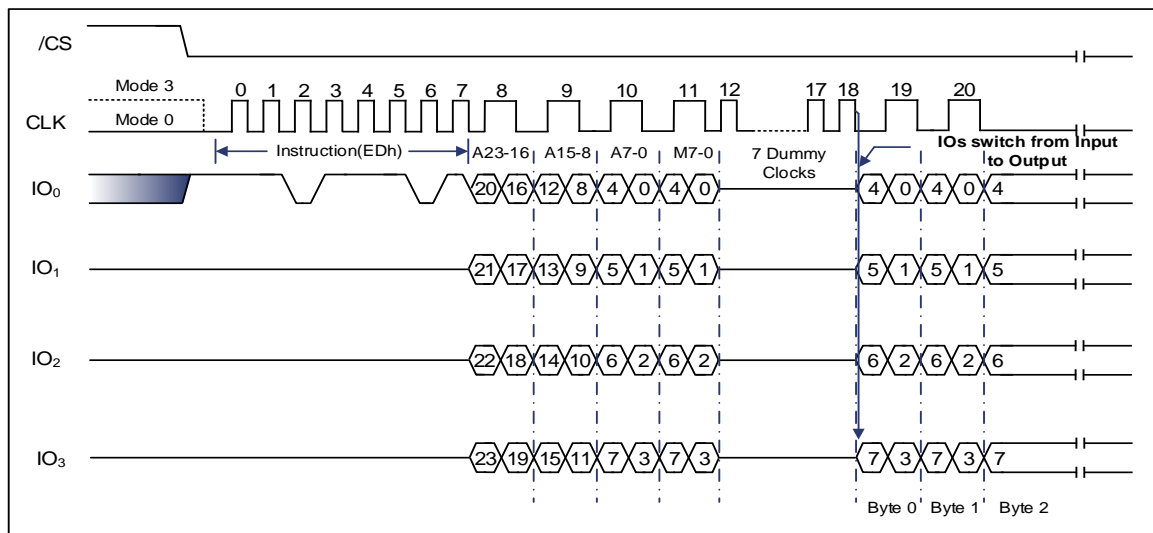 /CS
Mode 3
0 1 2 3 4 5 6 7 8 9 10 11 12 17 18 19 20
CLK
Mode 0
Instruction(EDh) A23-16 A15-8 A7-0 M7-0 7 Dummy Clocks
IOs switch from Input to Output
IO₀ 20 16 12 8 4 0 4 0 4 0 4 0 4
IO₁ 21 17 13 9 5 1 5 1 5 1 5 1 5
IO₂ 22 18 14 10 6 2 6 2 6 2 6 2 6
IO₃ 23 19 15 11 7 3 7 3 7 3 7 3 7
Byte 0 Byte 1 Byte 2